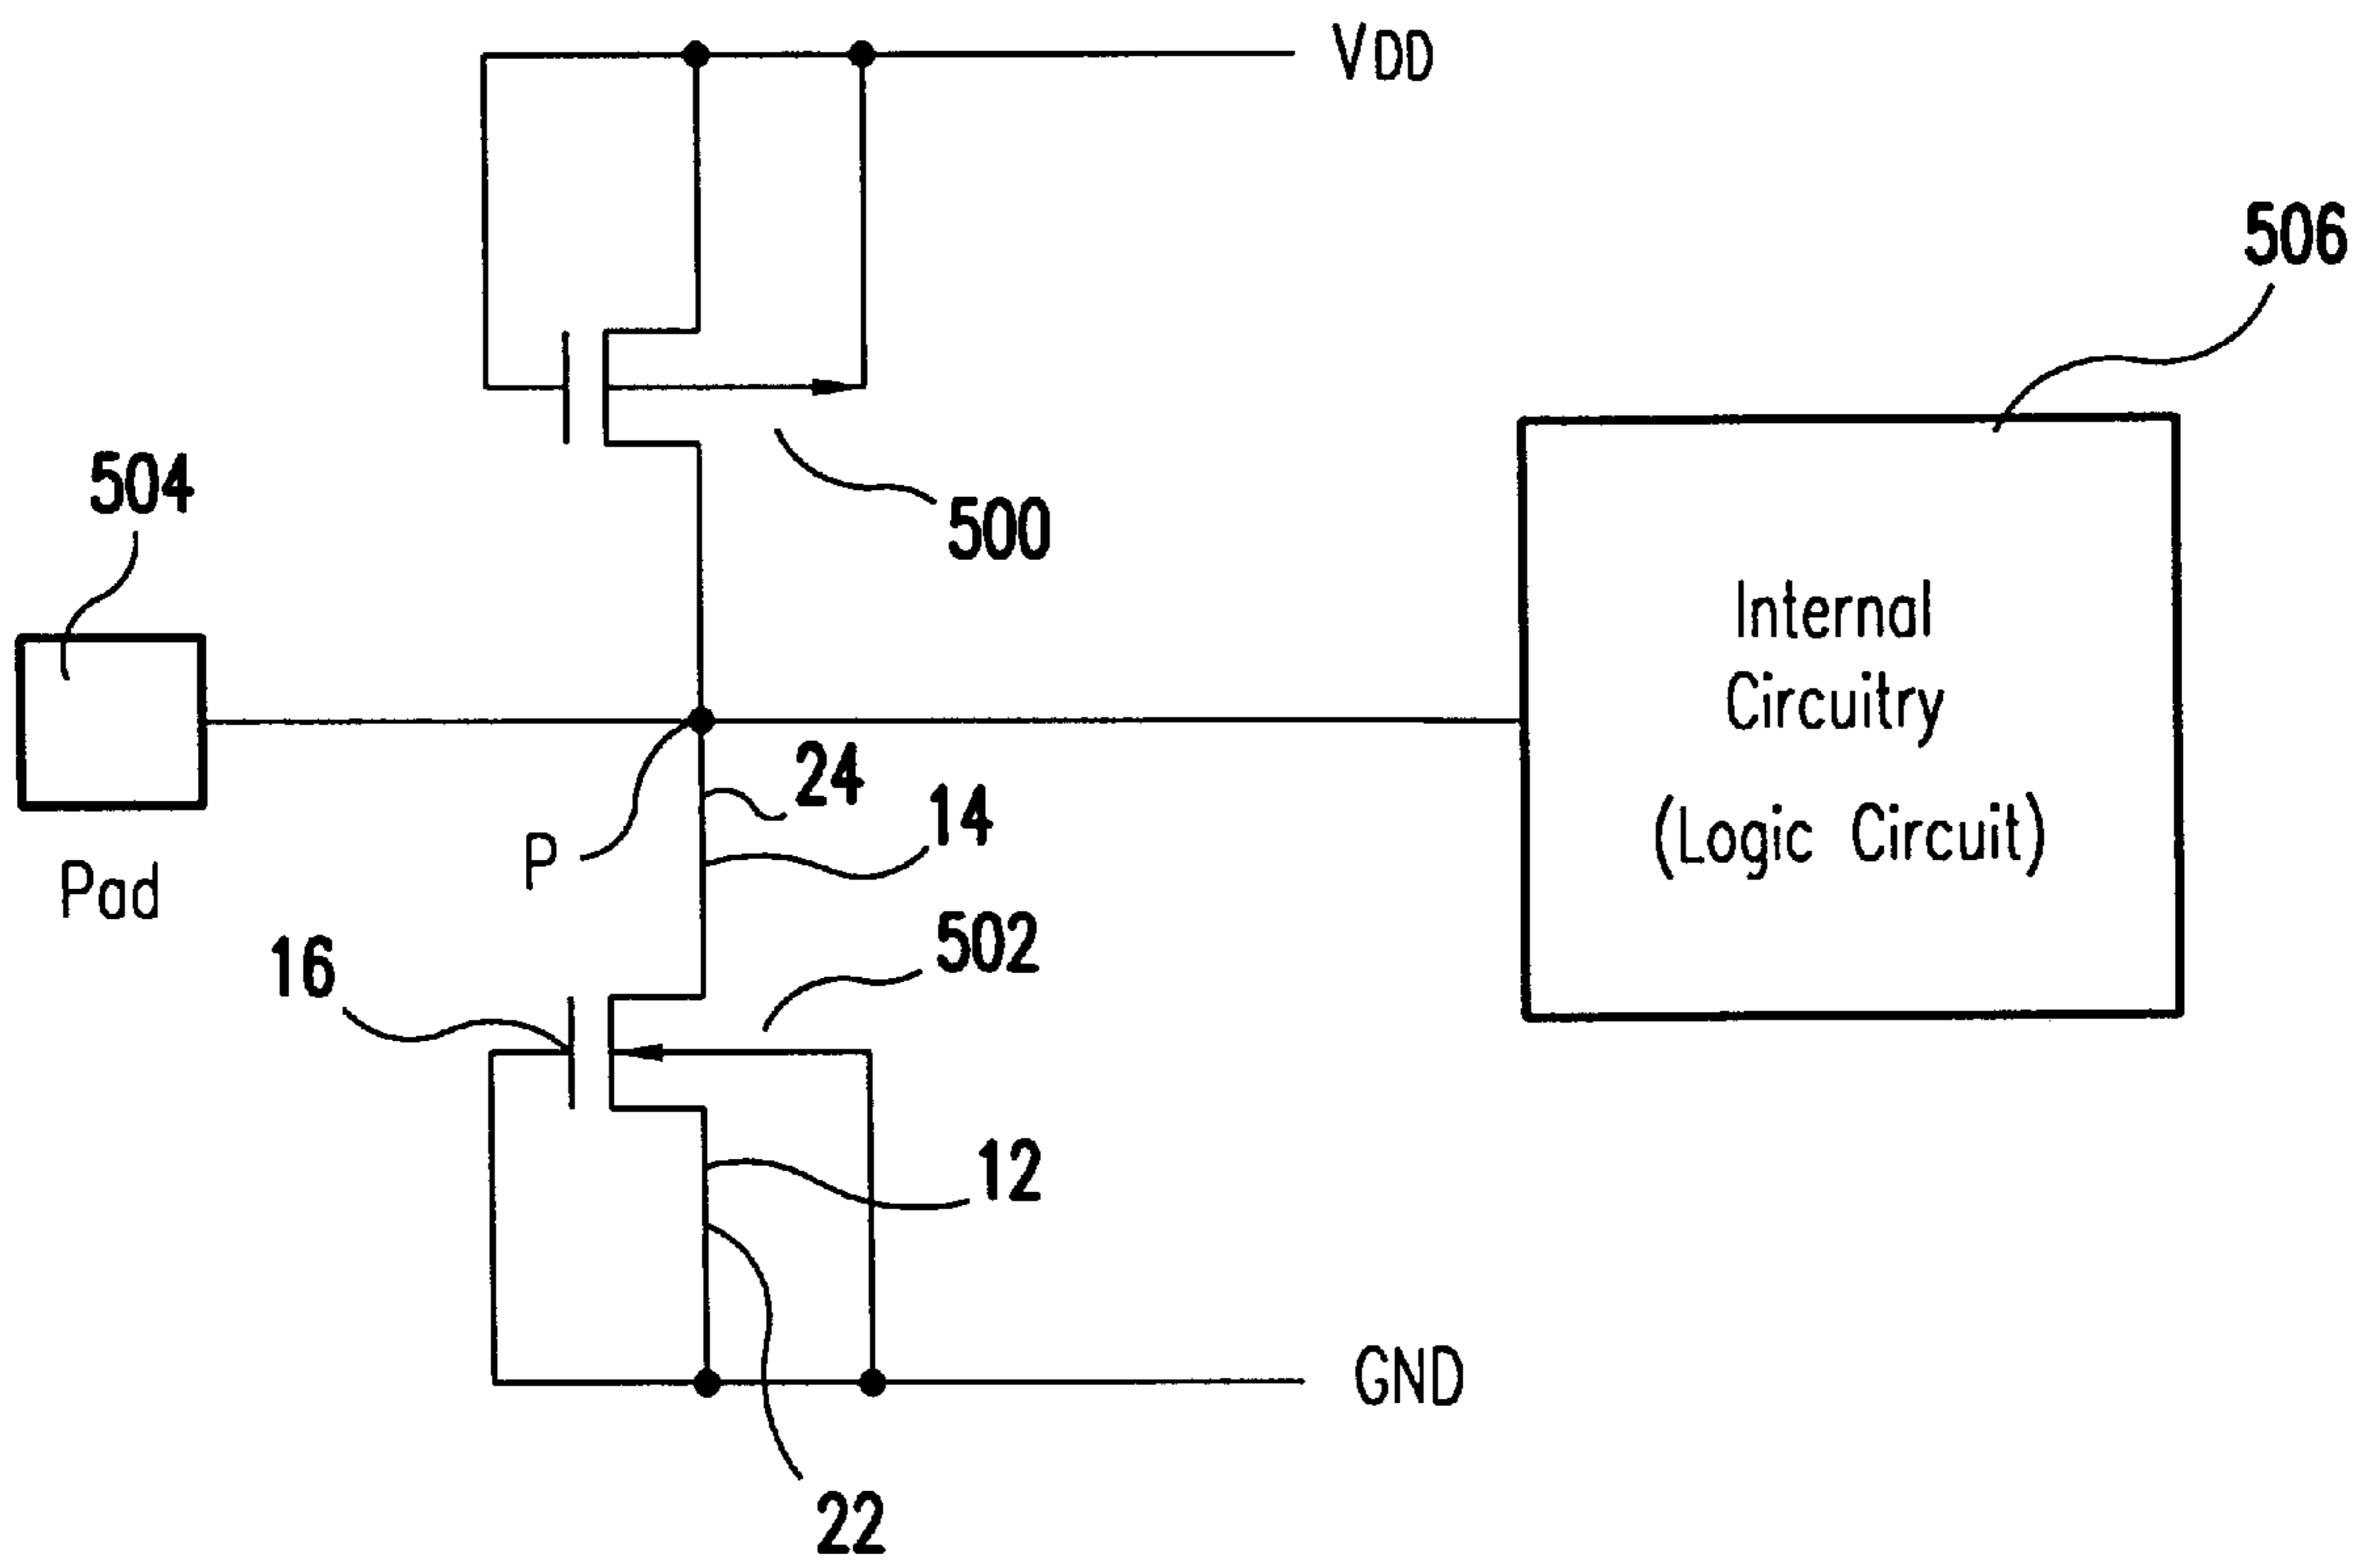 VDD
506
504
500
Internal
Circuitry
(Logic Circuit)
24
14
P
Pad
502
16
12
GND
22